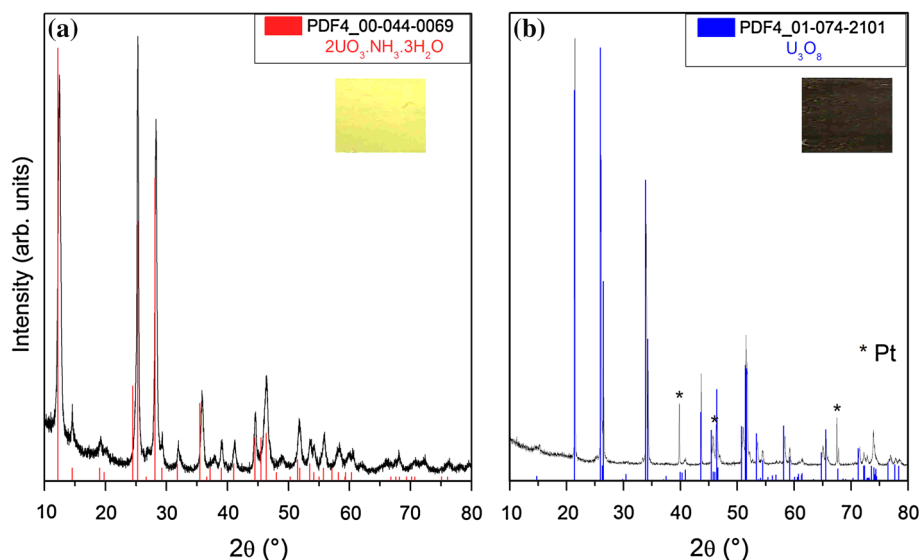 (a)
PDF4_00-044-0069
2UO₃.NH₃.3H₂O
Intensity (arb. units)
10 20 30 40 50 60 70 80
2θ (°)
(b)
PDF4_01-074-2101
U₃O₈
* Pt
*
*
*
10 20 30 40 50 60 70 80
2θ (°)